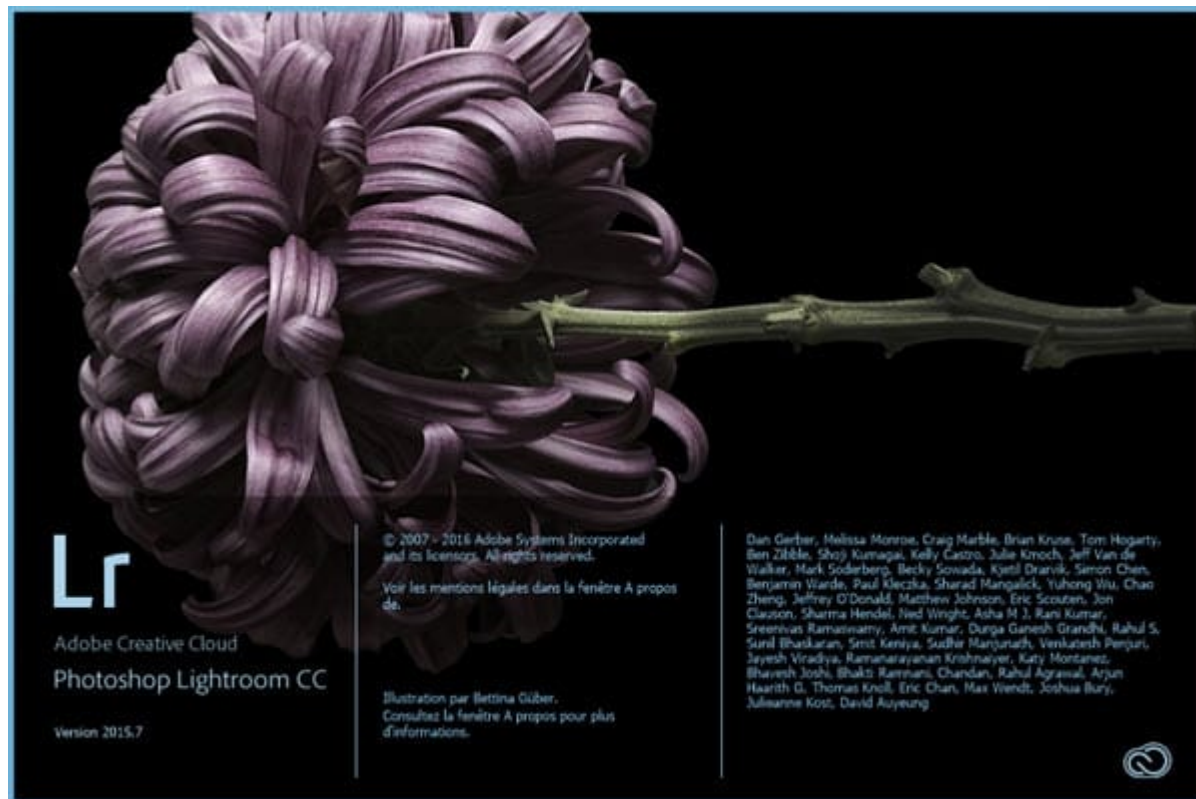 Lr
Adobe Creative Cloud
Photoshop Lightroom CC
Version 2015.7
© 2007 - 2016 Adobe Systems Incorporated
and its licensors. All rights reserved.
Voir les mentions légales dans la fenêtre A propos
de.
Illustration par Bettina Güber.
Consultez la fenêtre A propos pour plus
d'informations.
Dan Gerber, Melissa Monroe, Craig Marble, Brian Kruse, Tom Hogarty,
Ben Zibble, Shoji Kumagai, Kelly Castro, Julie Kmoch, Jeff Van de
Walker, Mark Soderberg, Becky Sowada, Kjetil Drarvik, Simon Chen,
Benjamin Warde, Paul Kleczka, Sharad Mangalick, Yuhong Wu, Chao
Zheng, Jeffrey O'Donald, Matthew Johnson, Eric Scouten, Jon
Clauson, Sharma Hendel, Ned Wright, Asha M J, Rani Kumar,
Sreenivas Ramaswamy, Amit Kumar, Durga Ganesh Grandhi, Rahul S,
Sunil Bhaskaran, Smit Keniya, Sudhir Manjunath, Venkatesh Penjuri,
Jayesh Viradiya, Ramanarayanan Krishnaiyer, Katy Montanez,
Bhavesh Joshi, Bhakti Ramnani, Chandan, Rahul Agrawal, Arjun
Haarith G, Thomas Knoll, Eric Chan, Max Wendt, Joshua Bury,
Julieanne Kost, David Auyeung